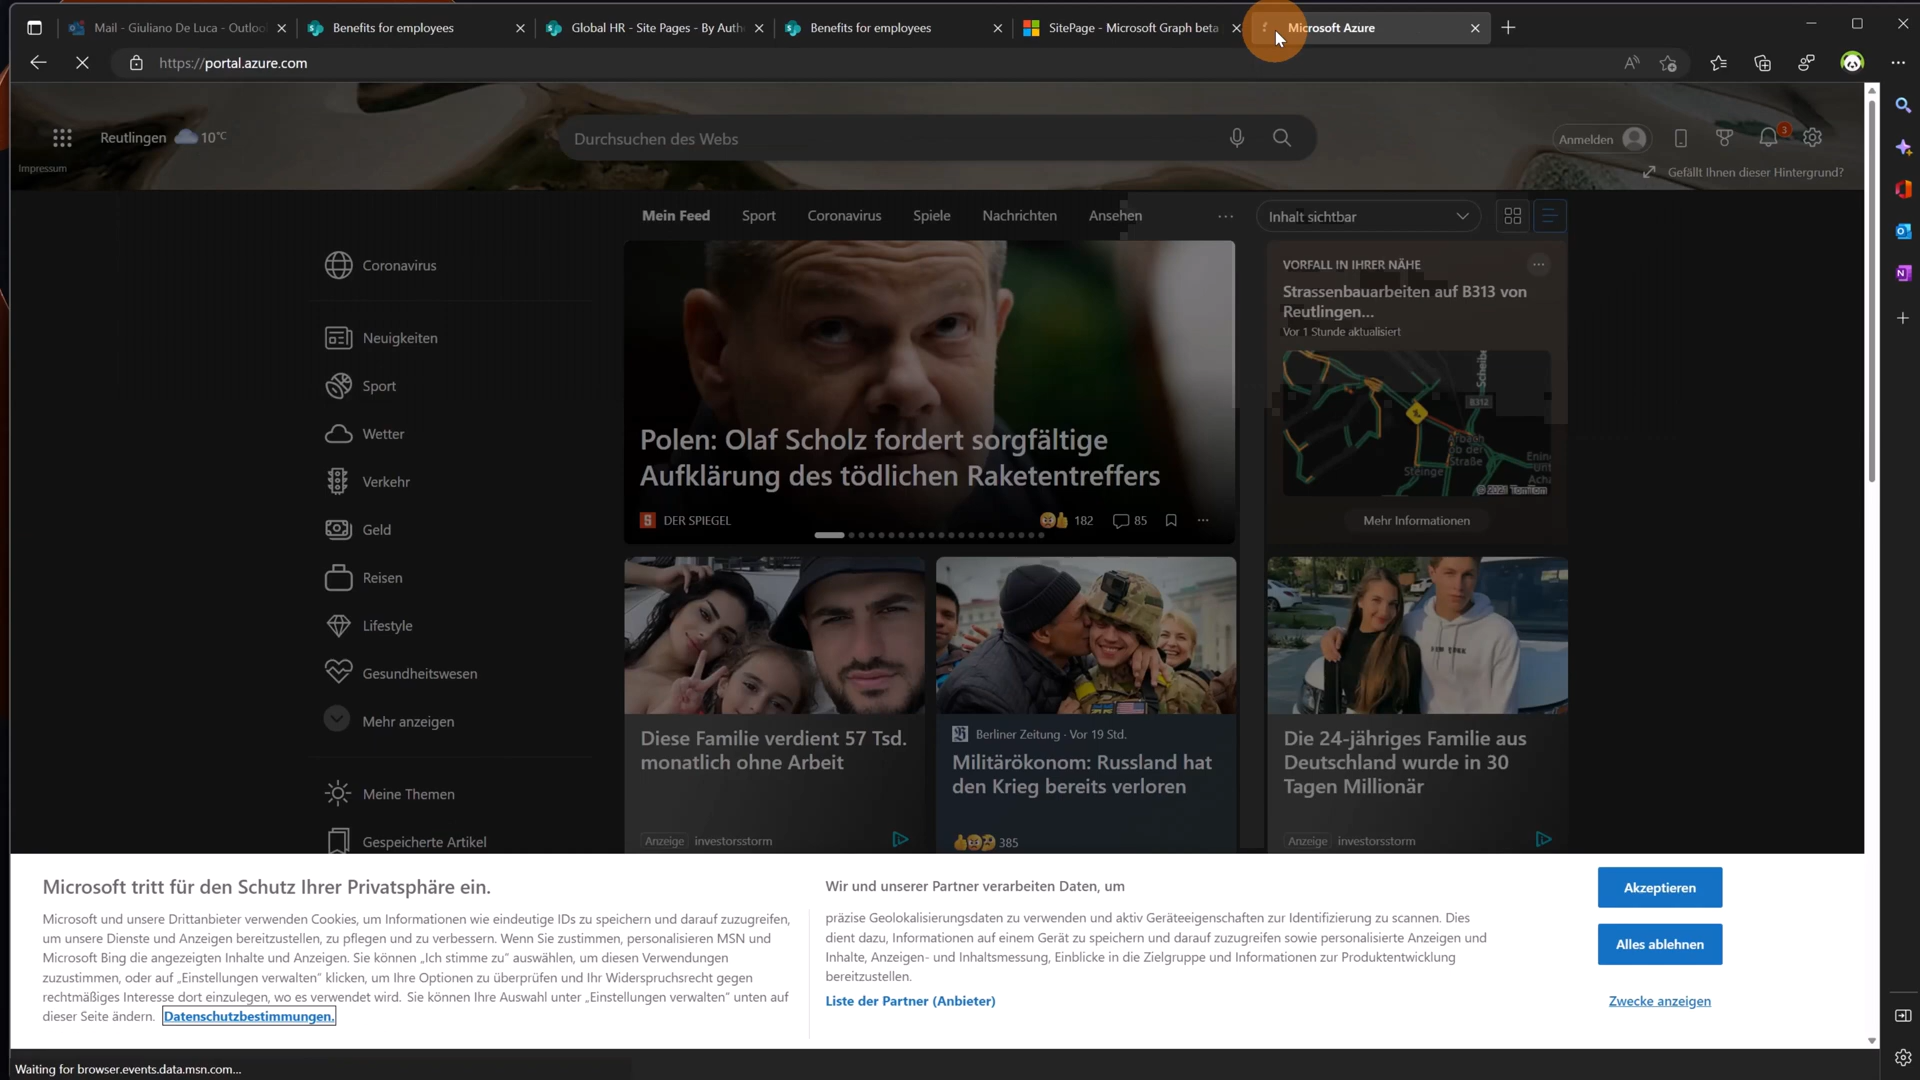 Mail - Giuliano De Luca - Outloo
Benefits for employees
Global HR - Site Pages - By Auth
Benefits for employees
SitePage - Microsoft Graph beta
Microsoft Azure
https://portal.azure.com
Reutlingen
10°C
Durchsuchen des Webs
Anmelden
3
Impressum
Gefällt Ihnen dieser Hintergrund?
Mein Feed
Sport
Coronavirus
Spiele
Nachrichten
Ansehen
Inhalt sichtbar
Coronavirus
Neuigkeiten
Sport
Wetter
Verkehr
Geld
Reisen
Lifestyle
Gesundheitswesen
Mehr anzeigen
Meine Themen
Gespeicherte Artikel
Polen: Olaf Scholz fordert sorgfältige
Aufklärung des tödlichen Raketentreffers
DER SPIEGEL
182
85
VORFALL IN IHRER NÄHE
Strassenbauarbeiten auf B313 von
Reutlingen...
Vor 1 Stunde aktualisiert
B312
ob der
Straße
Steinge
Mehr Informationen
Diese Familie verdient 57 Tsd.
monatlich ohne Arbeit
Anzeige investorsstorm
Berliner Zeitung · Vor 19 Std.
Militärökonom: Russland hat
den Krieg bereits verloren
385
Die 24-jähriges Familie aus
Deutschland wurde in 30
Tagen Millionär
Anzeige investorsstorm
Microsoft tritt für den Schutz Ihrer Privatsphäre ein.
Microsoft und unsere Drittanbieter verwenden Cookies, um Informationen wie eindeutige IDs zu speichern und darauf zuzugreifen,
um unsere Dienste und Anzeigen bereitzustellen, zu pflegen und zu verbessern. Wenn Sie zustimmen, personalisieren MSN und
Microsoft Bing die angezeigten Inhalte und Anzeigen. Sie können „Ich stimme zu" auswählen, um diesen Verwendungen
zuzustimmen, oder auf „Einstellungen verwalten" klicken, um Ihre Optionen zu überprüfen und Ihr Widerspruchsrecht gegen
rechtmäßiges Interesse dort einzulegen, wo es verwendet wird. Sie können Ihre Auswahl unter „Einstellungen verwalten" unten auf
dieser Seite ändern. Datenschutzbestimmungen.
Wir und unserer Partner verarbeiten Daten, um
präzise Geolokalisierungsdaten zu verwenden und aktiv Geräteeigenschaften zur Identifizierung zu scannen. Dies
dient dazu, Informationen auf einem Gerät zu speichern und darauf zuzugreifen sowie personalisierte Anzeigen und
Inhalte, Anzeigen- und Inhaltsmessung, Einblicke in die Zielgruppe und Informationen zur Produktentwicklung
bereitzustellen.
Liste der Partner (Anbieter)
Akzeptieren
Alles ablehnen
Zwecke anzeigen
Waiting for browser.events.data.msn.com...